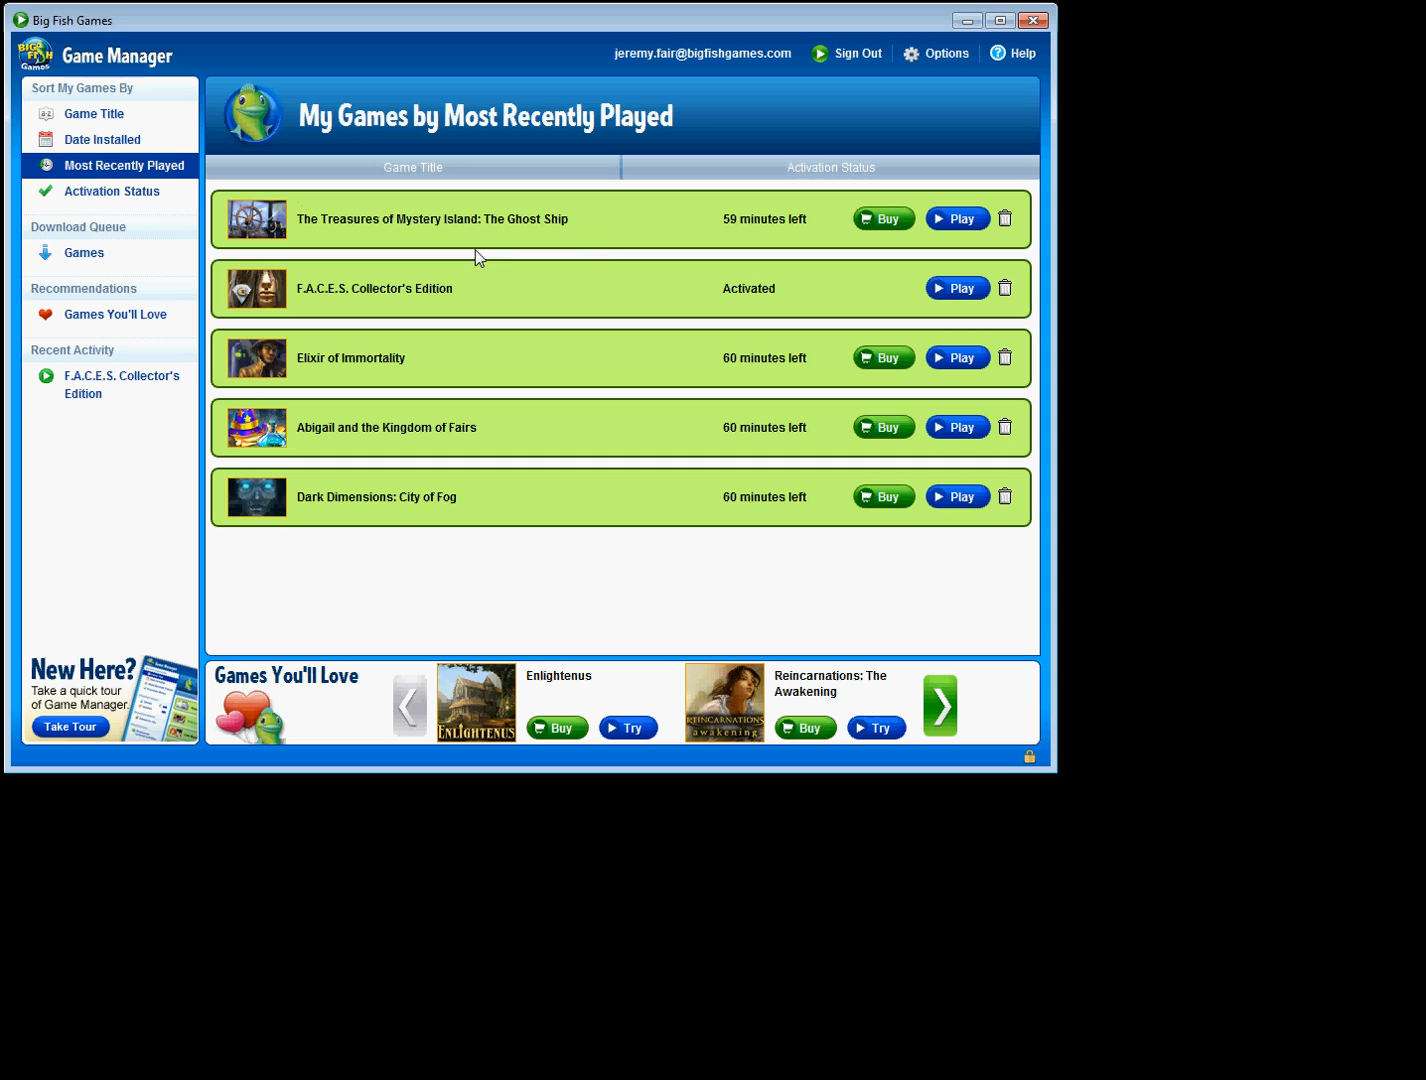 Big Fish Games
BIG FISH Games
Game Manager
jeremy.fair@bigfishgames.com
Sign Out
Options
Help
Sort My Games By
Game Title
Date Installed
Most Recently Played
Activation Status
Download Queue
Games
Recommendations
Games You'll Love
Recent Activity
F.A.C.E.S. Collector's
Edition
My Games by Most Recently Played
Game Title
Activation Status
The Treasures of Mystery Island: The Ghost Ship
59 minutes left
Buy
Play
F.A.C.E.S. Collector's Edition
Activated
Play
Elixir of Immortality
60 minutes left
Buy
Play
Abigail and the Kingdom of Fairs
60 minutes left
Buy
Play
Dark Dimensions: City of Fog
60 minutes left
Buy
Play
New Here?
Take a quick tour
of Game Manager.
Take Tour
Games You'll Love
ENLIGHTENUS
Enlightenus
Buy
Try
REINCARNATIONS
awakening
Reincarnations: The
Awakening
Buy
Try